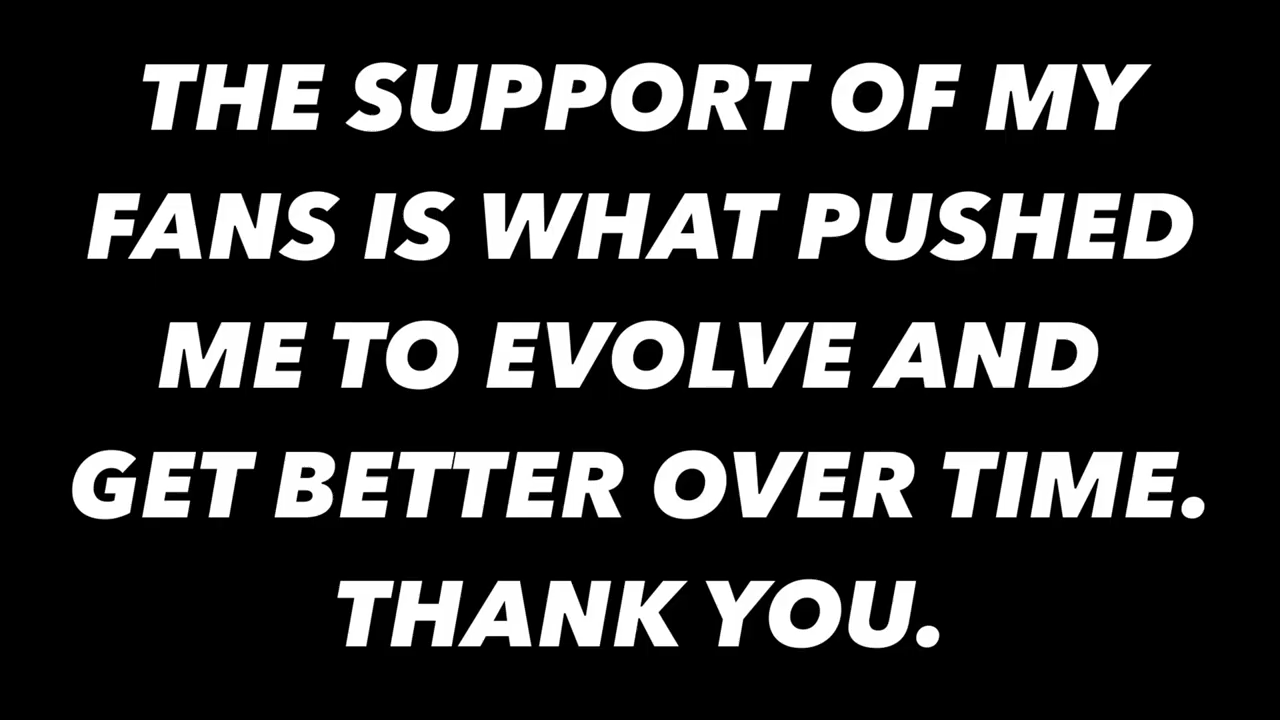 THE SUPPORT OF MY
FANS IS WHAT PUSHED
ME TO EVOLVE AND
GET BETTER OVER TIME.
THANK YOU.